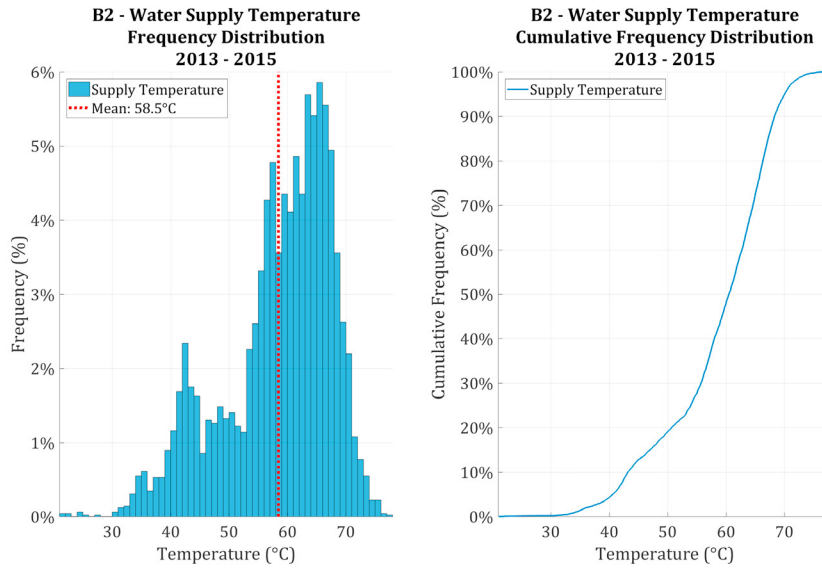 B2 - Water Supply Temperature
Frequency Distribution
2013 - 2015
6%
5%
4%
3%
2%
1%
0%
Frequency (%)
Supply Temperature
Mean: 58.5°C
30 40 50 60 70
Temperature (°C)
B2 - Water Supply Temperature
Cumulative Frequency Distribution
2013 - 2015
100%
90%
80%
70%
60%
50%
40%
30%
20%
10%
0%
Cumulative Frequency (%)
Supply Temperature
30 40 50 60 70
Temperature (°C)